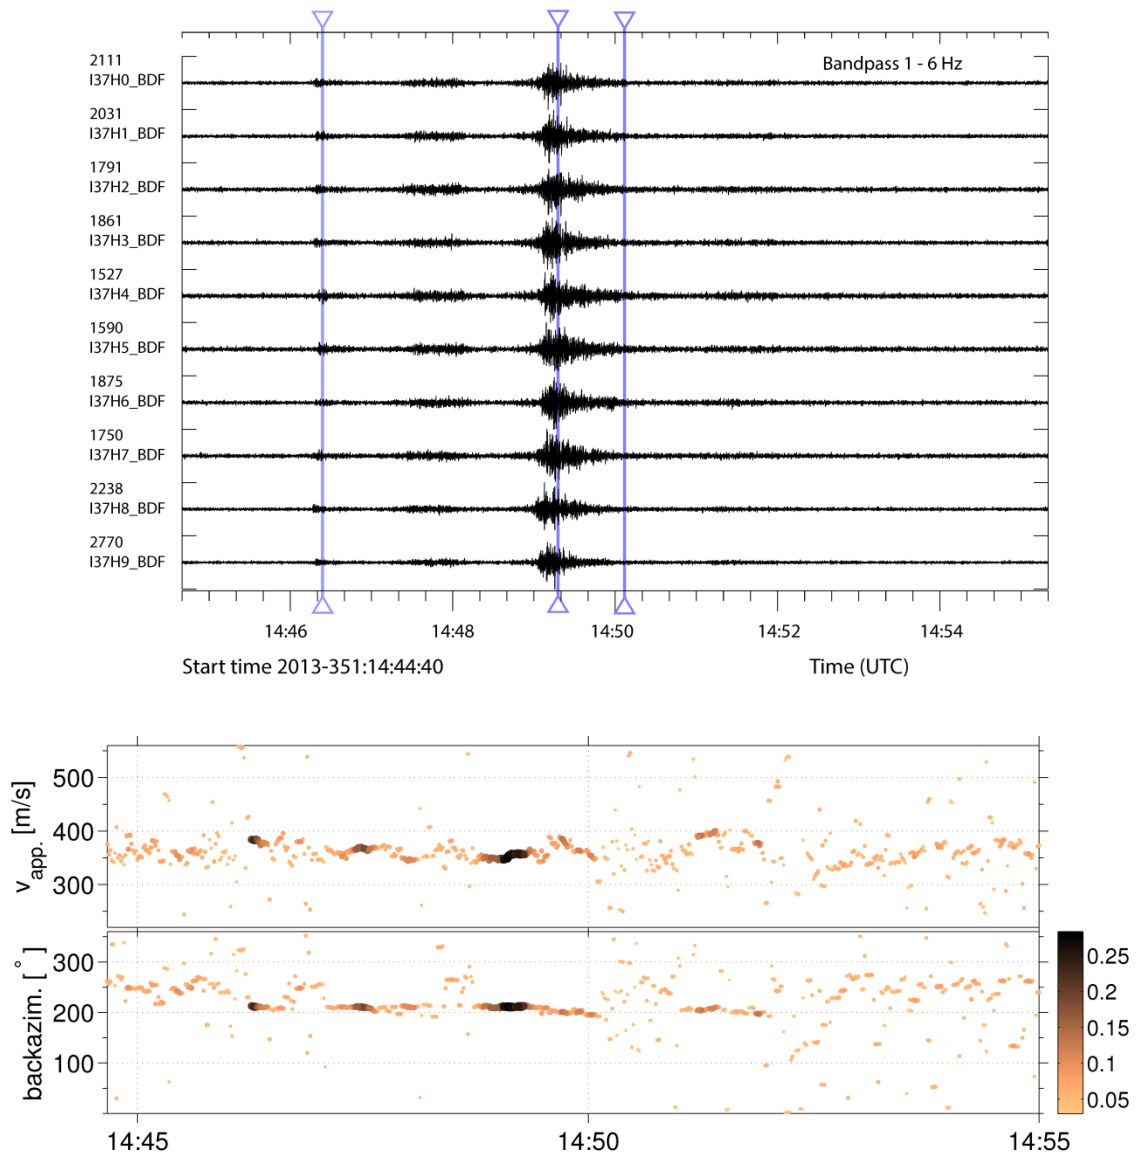 Bandpass 1 - 6 Hz
2111
I37H0_BDF
2031
I37H1_BDF
1791
I37H2_BDF
1861
I37H3_BDF
1527
I37H4_BDF
1590
I37H5_BDF
1875
I37H6_BDF
1750
I37H7_BDF
2238
I37H8_BDF
2770
I37H9_BDF
14:46 14:48 14:50 14:52 14:54
Start time 2013-351:14:44:40 Time (UTC)
v app. [m/s]
500
400
300
backazim. [ ° ]
300
200
100
0.25
0.2
0.15
0.1
0.05
14:45 14:50 14:55